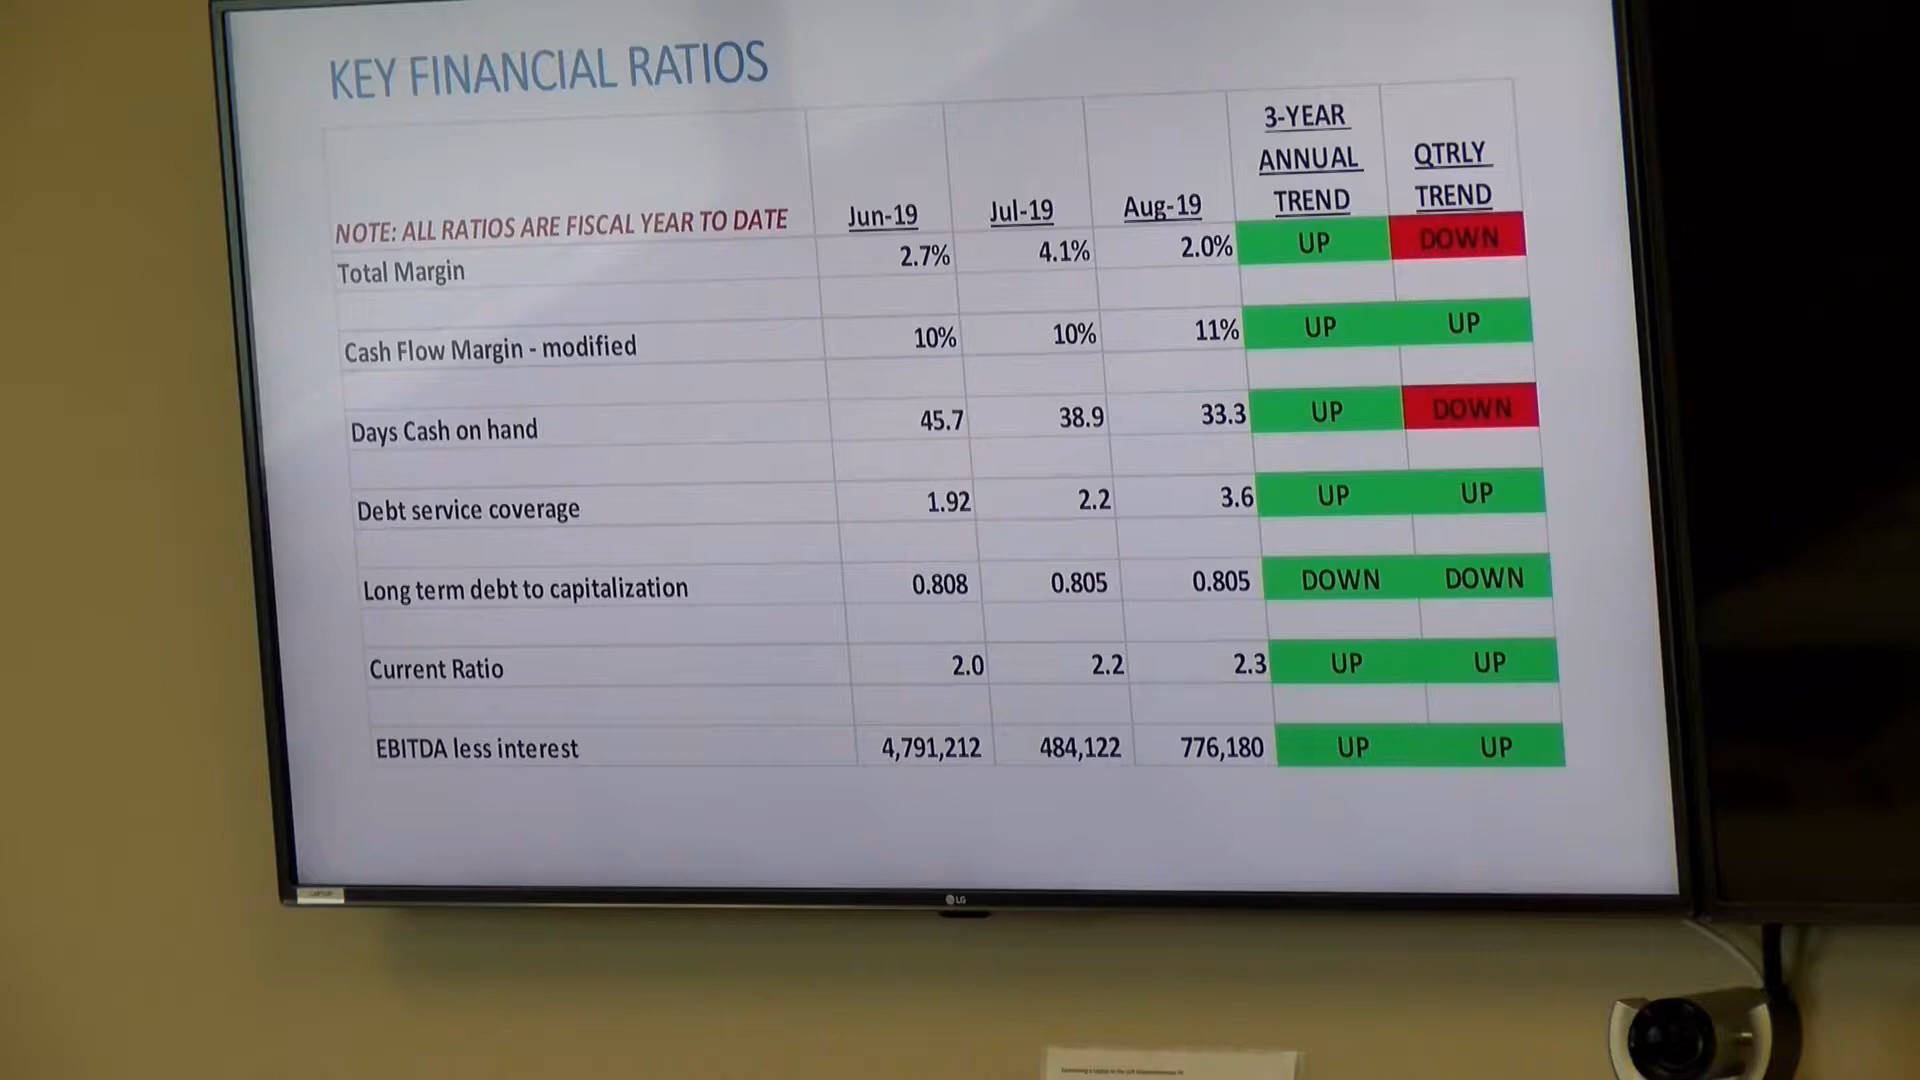 KEY FINANCIAL RATIOS
NOTE: ALL RATIOS ARE FISCAL YEAR TO DATE Jun-19 Jul-19 Aug-19 3-YEAR ANNUAL TREND QTRLY TREND
Total Margin 2.7% 4.1% 2.0% UP DOWN
Cash Flow Margin - modified 10% 10% 11% UP UP
Days Cash on hand 45.7 38.9 33.3 UP DOWN
Debt service coverage 1.92 2.2 3.6 UP UP
Long term debt to capitalization 0.808 0.805 0.805 DOWN DOWN
Current Ratio 2.0 2.2 2.3 UP UP
EBITDA less interest 4,791,212 484,122 776,180 UP UP
LG